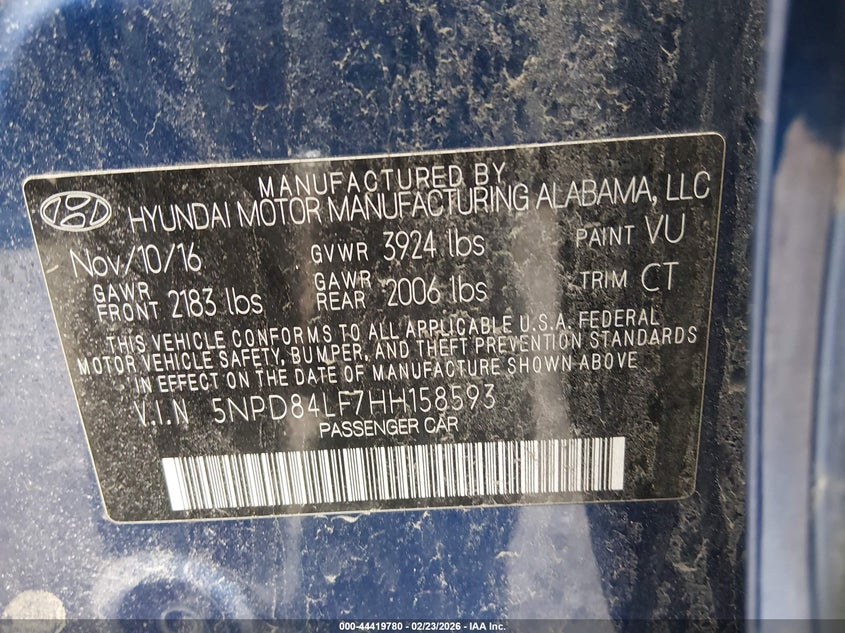 MANUFACTURED BY
HYUNDAI MOTOR MANUFACTURING ALABAMA, LLC
Nov/10/16 GVWR 3924 lbs PAINT VU
GAWR FRONT 2183 lbs GAWR REAR 2006 lbs TRIM CT
THIS VEHICLE CONFORMS TO ALL APPLICABLE U.S.A. FEDERAL
MOTOR VEHICLE SAFETY, BUMPER, AND THEFT PREVENTION STANDARDS
IN EFFECT ON THE DATE OF MANUFACTURE SHOWN ABOVE
V.I.N 5NPD84LF7HH158593
PASSENGER CAR
000-44419780 - 02/23/2026 - IAA Inc.